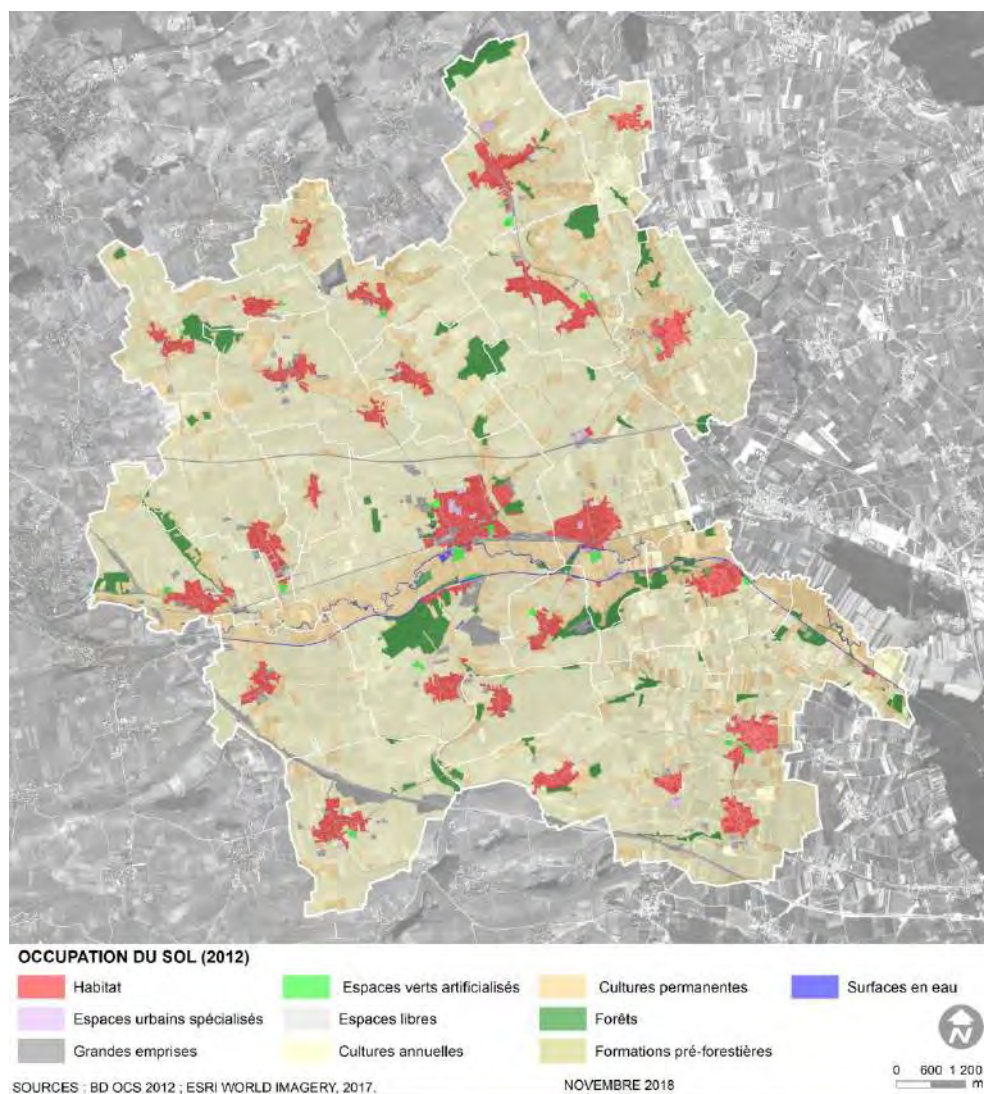 OCCUPATION DU SOL (2012)
Habitat
Espaces verts artificialisés
Cultures permanentes
Surfaces en eau
Espaces urbains spécialisés
Espaces libres
Forêts
Grandes emprises
Cultures annuelles
Formations pré-forestières
N
0 600 1 200
m
SOURCES : BD OCS 2012 ; ESRI WORLD IMAGERY, 2017.
NOVEMBRE 2018